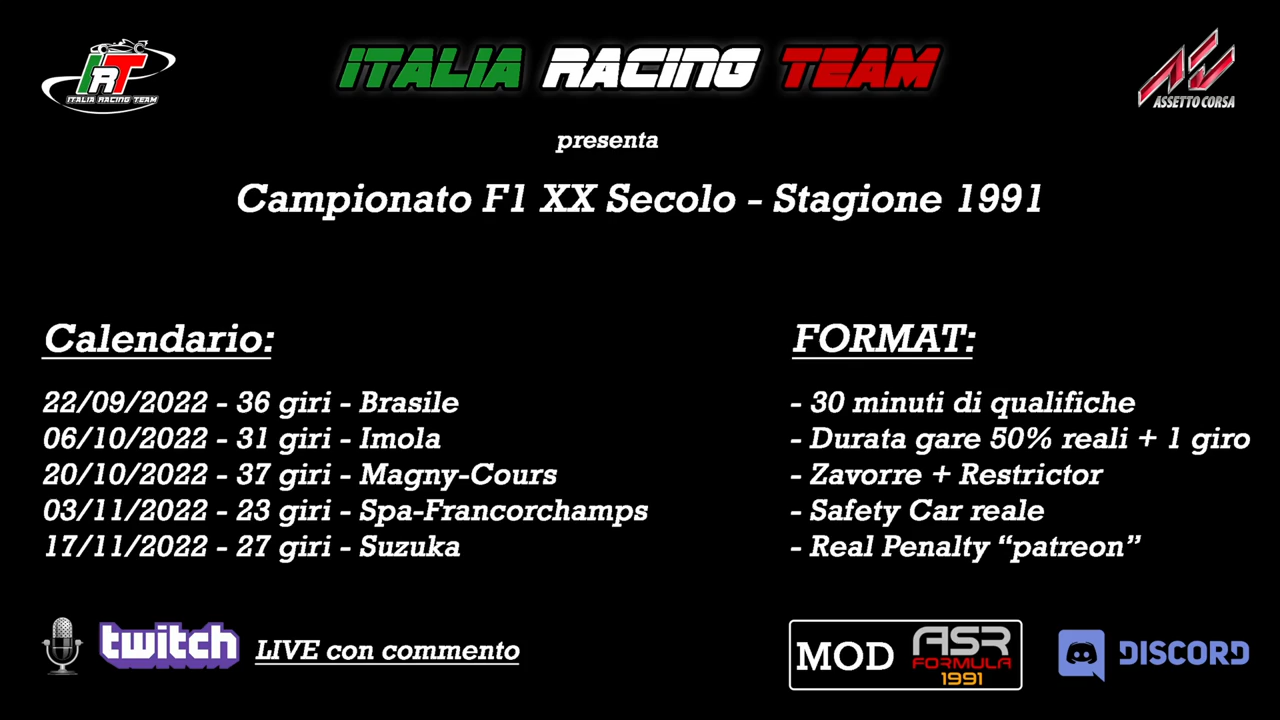 IRT
ITALIA RACING TEAM
ITALIA RACING TEAM
ASSETTO CORSA
presenta
Campionato F1 XX Secolo - Stagione 1991
Calendario:
22/09/2022 - 36 giri - Brasile
06/10/2022 - 31 giri - Imola
20/10/2022 - 37 giri - Magny-Cours
03/11/2022 - 23 giri - Spa-Francorchamps
17/11/2022 - 27 giri - Suzuka
FORMAT:
- 30 minuti di qualifiche
- Durata gare 50% reali + 1 giro
- Zavorre + Restrictor
- Safety Car reale
- Real Penalty “patreon”
twitch LIVE con commento
MOD
ASR
FORMULA
1991
DISCORD